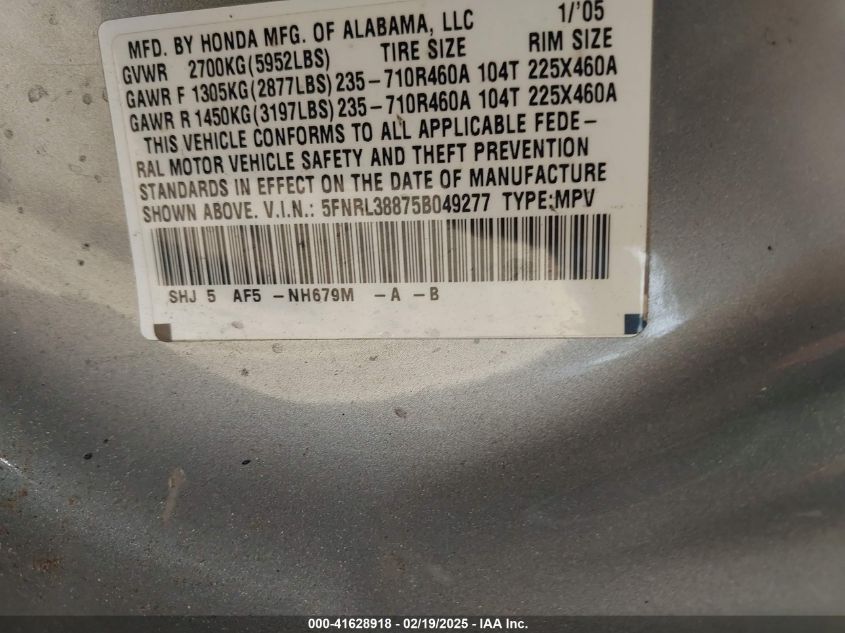 MFD. BY HONDA MFG. OF ALABAMA, LLC 1/'05
GVWR 2700KG(5952LBS) TIRE SIZE RIM SIZE
GAWR F 1305KG(2877LBS) 235-710R460A 104T 225X460A
GAWR R 1450KG(3197LBS) 235-710R460A 104T 225X460A
THIS VEHICLE CONFORMS TO ALL APPLICABLE FEDE-
RAL MOTOR VEHICLE SAFETY AND THEFT PREVENTION
STANDARDS IN EFFECT ON THE DATE OF MANUFACTURE
SHOWN ABOVE. V.I.N.: 5FNRL38875B049277 TYPE:MPV
SHJ 5 AF5 -NH679M -A -B
000-41628918 - 02/19/2025 - IAA Inc.